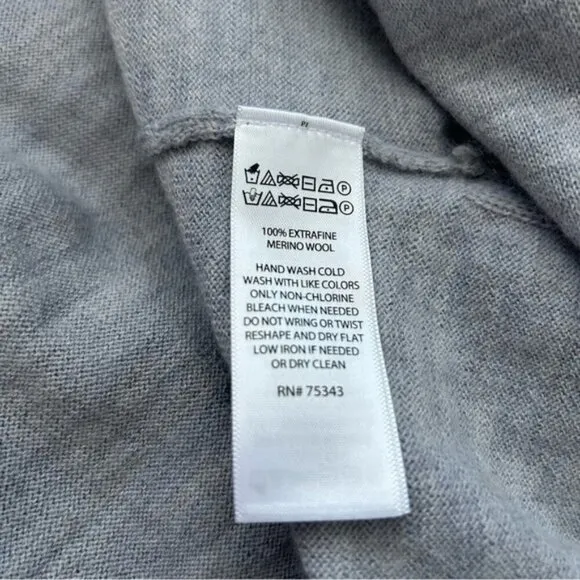 M
P
P
100% EXTRAFINE
MERINO WOOL
HAND WASH COLD
WASH WITH LIKE COLORS
ONLY NON-CHLORINE
BLEACH WHEN NEEDED
DO NOT WRING OR TWIST
RESHAPE AND DRY FLAT
LOW IRON IF NEEDED
OR DRY CLEAN
RN# 75343